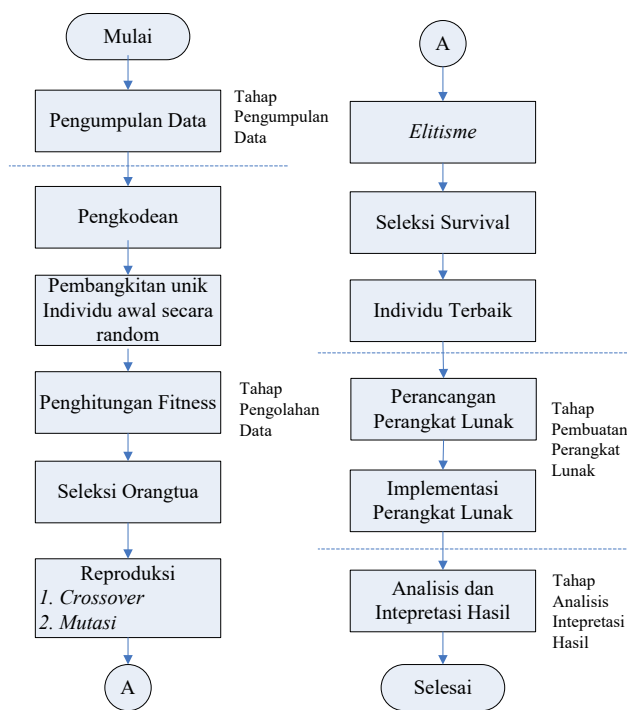 Mulai
Pengumpulan Data
Tahap
Pengumpulan
Data
Pengkodean
Pembangkitan unik
Individu awal secara
random
Penghitungan Fitness
Tahap
Pengolahan
Data
Seleksi Orangtua
Reproduksi
1. Crossover
2. Mutasi
A
A
Elitisme
Seleksi Survival
Individu Terbaik
Perancangan
Perangkat Lunak
Tahap
Pembuatan
Perangkat
Lunak
Implementasi
Perangkat Lunak
Analisis dan
Intepretasi Hasil
Tahap
Analisis
Intepretasi
Hasil
Selesai